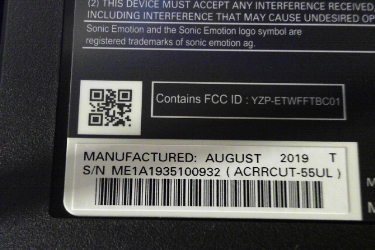 (2) THIS DEVICE MUST ACCEPT ANY INTERFERENCE RECEIVED,
INCLUDING INTERFERENCE THAT MAY CAUSE UNDESIRED OP
Sonic Emotion and the Sonic Emotion logo symbol are
registered trademarks of sonic emotion ag.
Contains FCC ID : YZP-ETWFFTBC01
MANUFACTURED: AUGUST 2019 T
S/N ME1A1935100932 ( ACRRCUT-55UL )